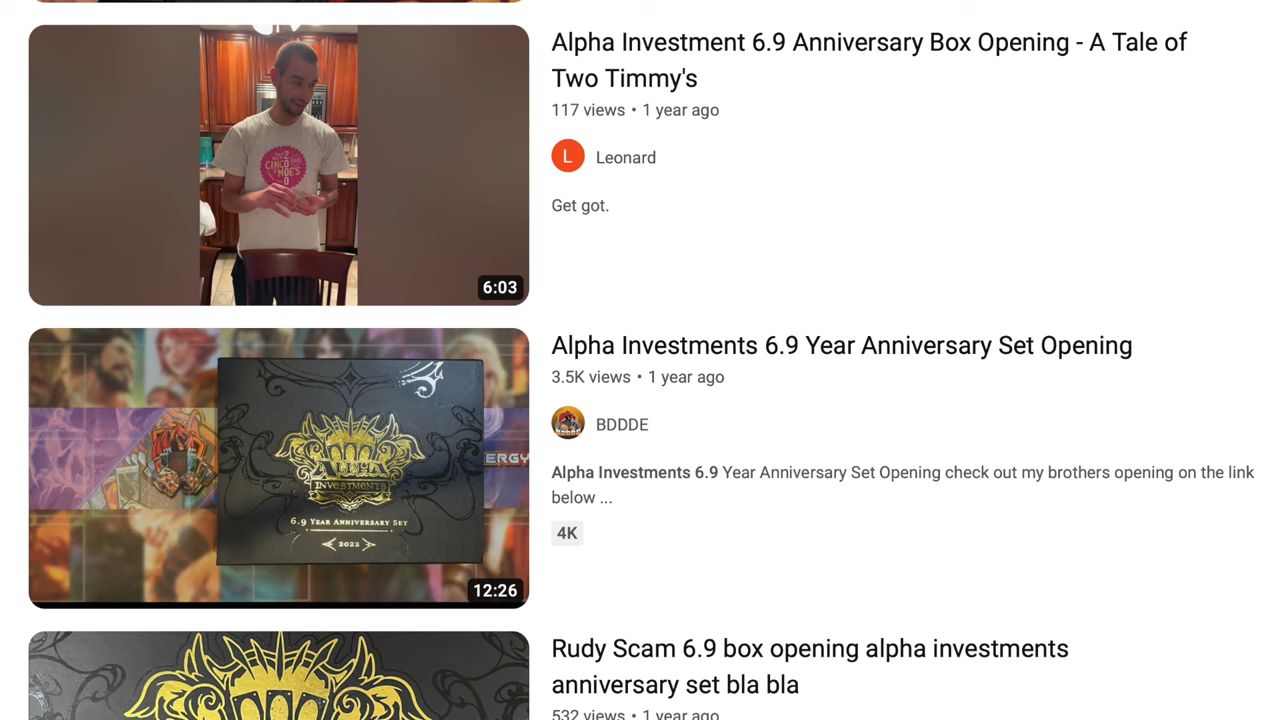 Alpha Investment 6.9 Anniversary Box Opening - A Tale of
Two Timmy's
117 views • 1 year ago
L Leonard
Get got.
CINCO
MOE'S
6:03
Alpha Investments 6.9 Year Anniversary Set Opening
3.5K views • 1 year ago
BDDDE
Alpha Investments 6.9 Year Anniversary Set Opening check out my brothers opening on the link
below ...
4K
ALPHA
INVESTMENTS
6.9 YEAR ANNIVERSARY SET
2022
ERGY
12:26
Rudy Scam 6.9 box opening alpha investments
anniversary set bla bla
532 views • 1 year ago